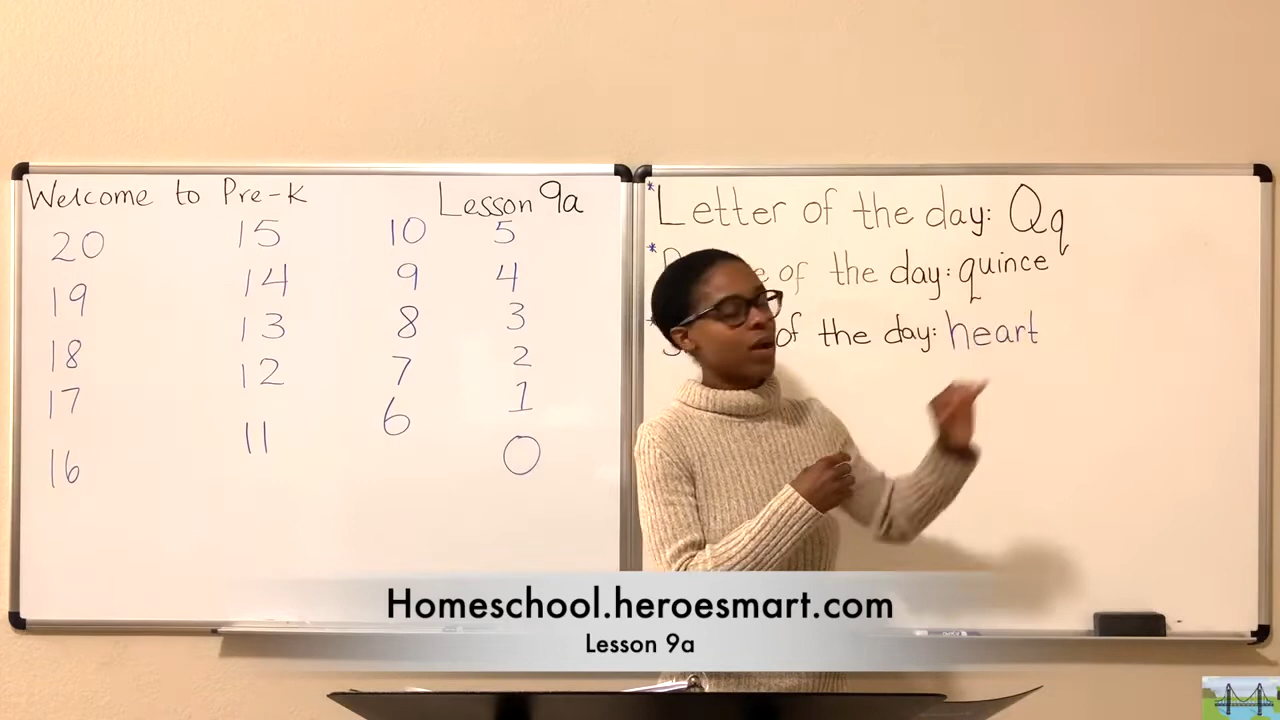 Welcome to Pre-K
Lesson 9a
20 15 10 5
19 14 9 4
18 13 8 3
17 12 7 2
16 11 6 1
0
* Letter of the day: Qq
* of the day: quince
of the day: heart
Homeschool.heroesmart.com
Lesson 9a